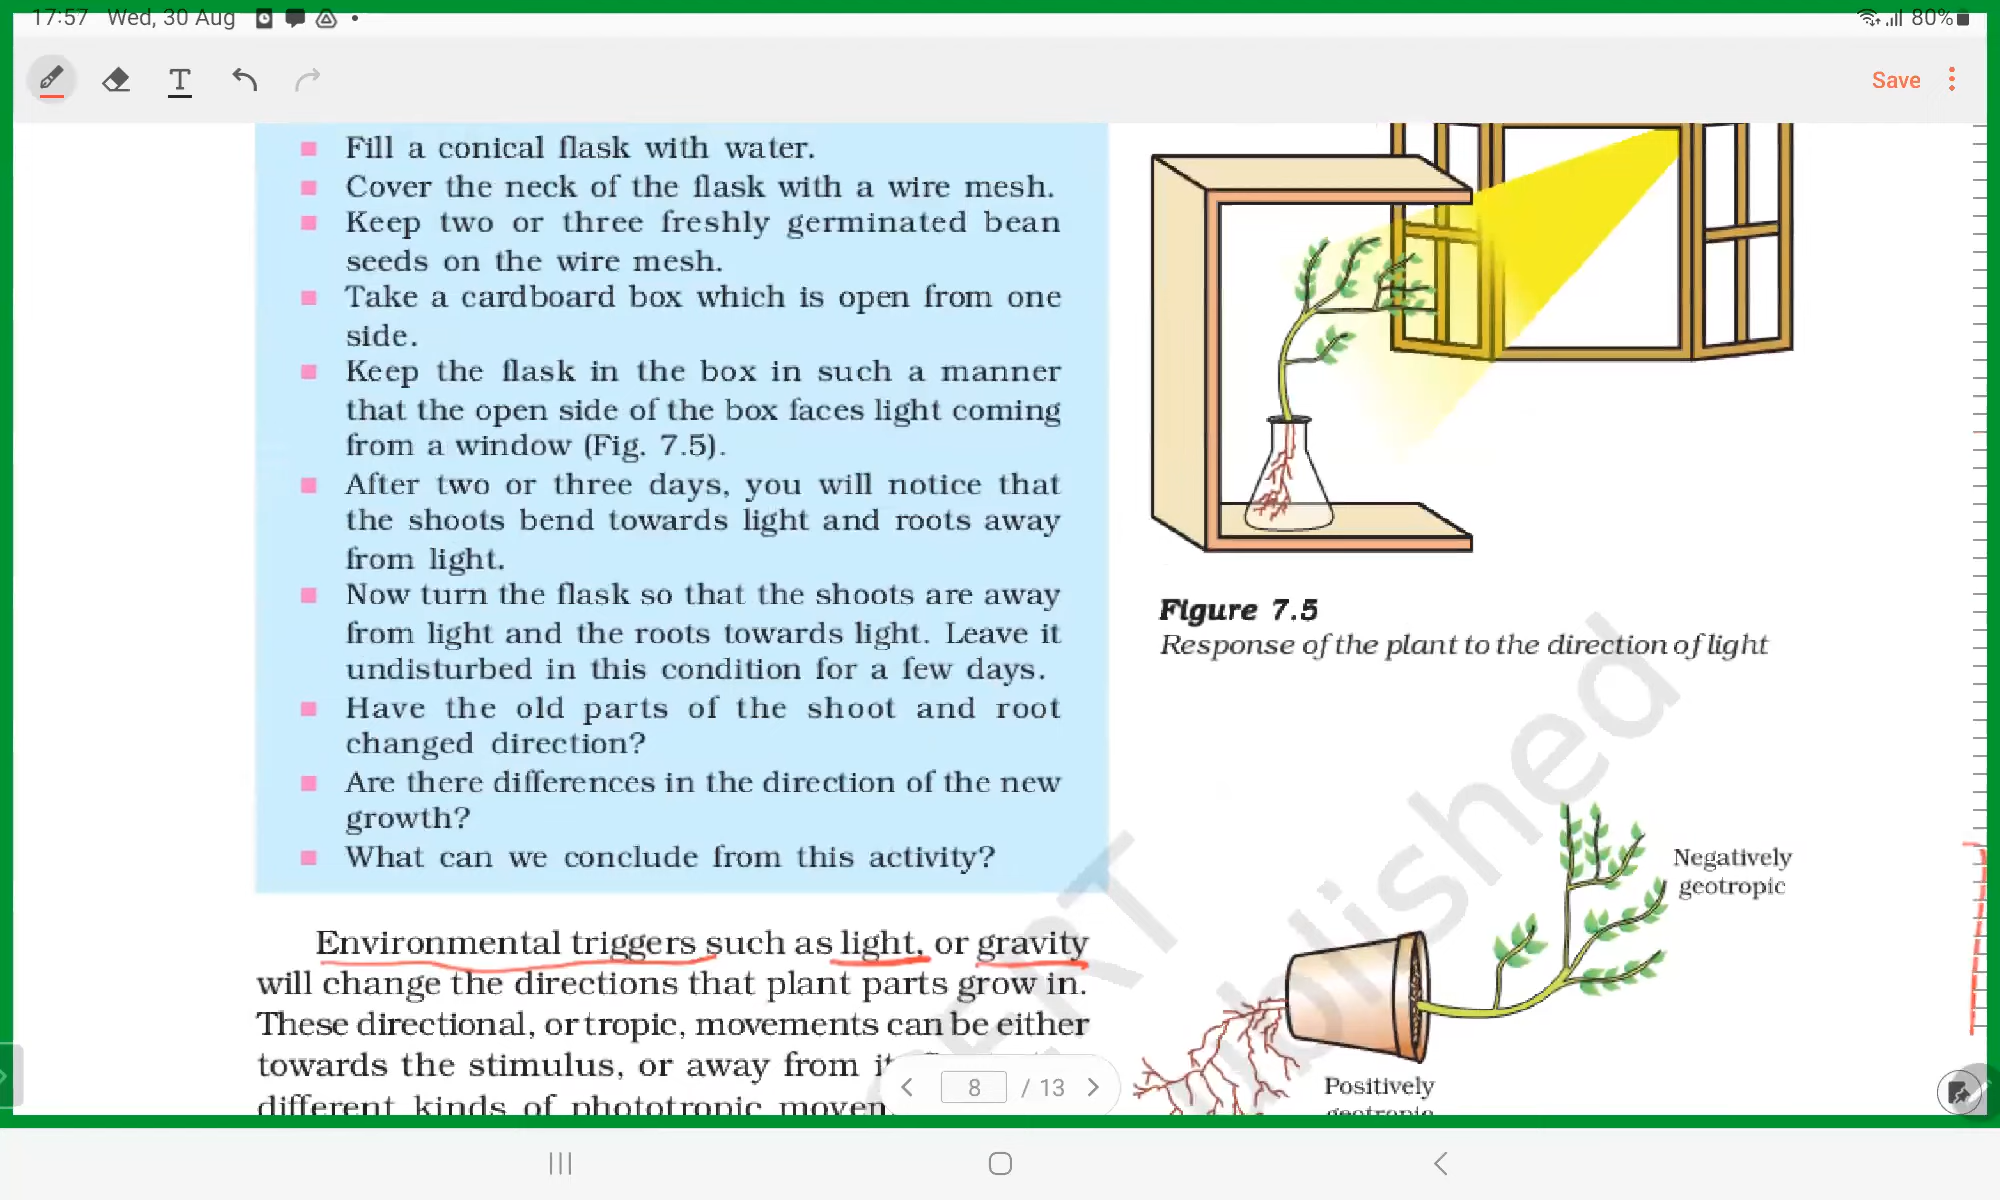 17:57 Wed, 30 Aug
80%
T
Save
Fill a conical flask with water.
Cover the neck of the flask with a wire mesh.
Keep two or three freshly germinated bean
seeds on the wire mesh.
Take a cardboard box which is open from one
side.
Keep the flask in the box in such a manner
that the open side of the box faces light coming
from a window (Fig. 7.5).
After two or three days, you will notice that
the shoots bend towards light and roots away
from light.
Now turn the flask so that the shoots are away
from light and the roots towards light. Leave it
undisturbed in this condition for a few days.
Have the old parts of the shoot and root
changed direction?
Are there differences in the direction of the new
growth?
What can we conclude from this activity?
Environmental triggers such as light, or gravity
will change the directions that plant parts grow in.
These directional, or tropic, movements can be either
towards the stimulus, or away from it
different kinds of phototropic
Figure 7.5
Response of the plant to the direction of light
Negatively
geotropic
Positively
geotropic
8 / 13